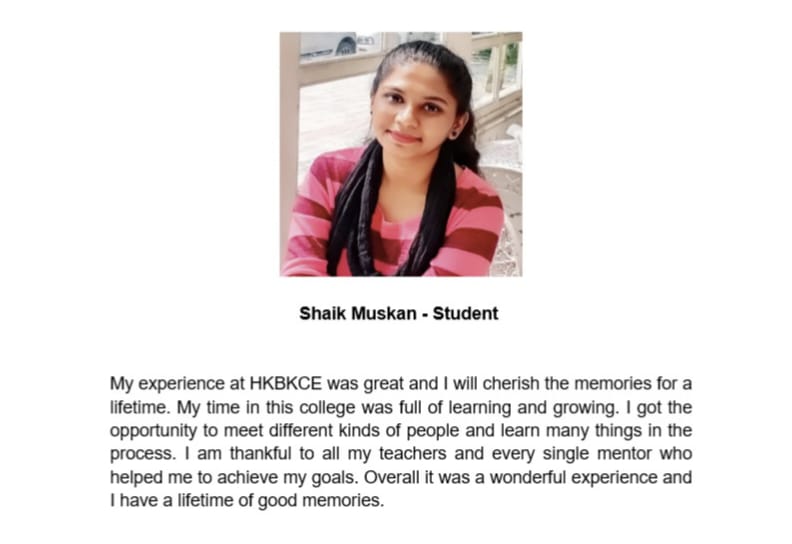 Shaik Muskan - Student
My experience at HKBKCE was great and I will cherish the memories for a
lifetime. My time in this college was full of learning and growing. I got the
opportunity to meet different kinds of people and learn many things in the
process. I am thankful to all my teachers and every single mentor who
helped me to achieve my goals. Overall it was a wonderful experience and
I have a lifetime of good memories.